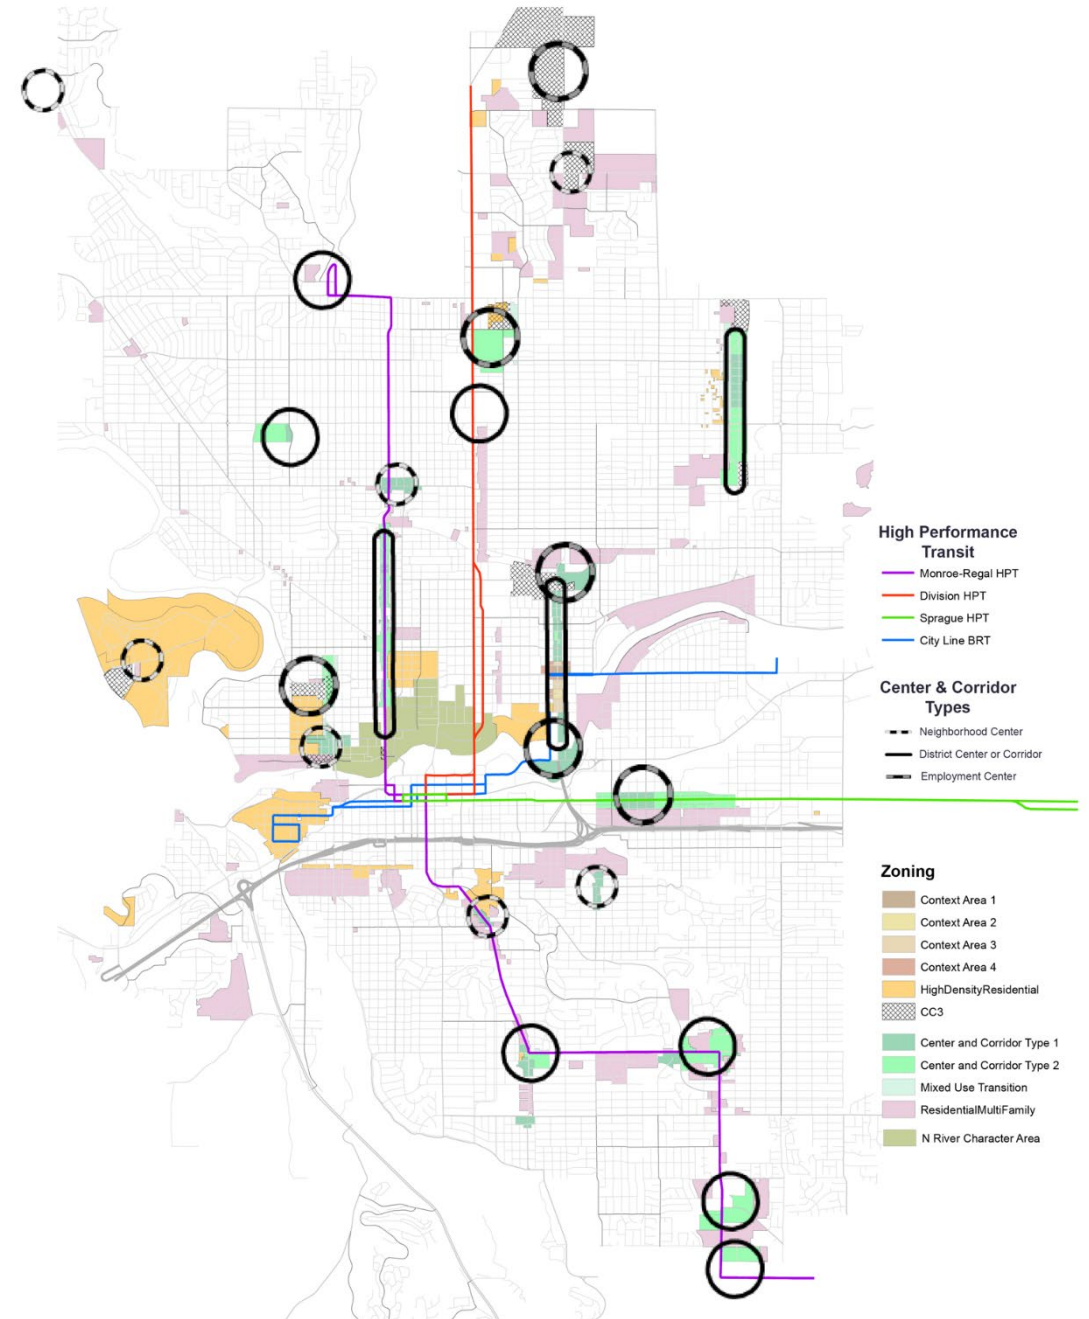 High Performance
Transit
Monroe-Regal HPT
Division HPT
Sprague HPT
City Line BRT
Center & Corridor
Types
Neighborhood Center
District Center or Corridor
Employment Center
Zoning
Context Area 1
Context Area 2
Context Area 3
Context Area 4
HighDensityResidential
CC3
Center and Corridor Type 1
Center and Corridor Type 2
Mixed Use Transition
ResidentialMultiFamily
N River Character Area